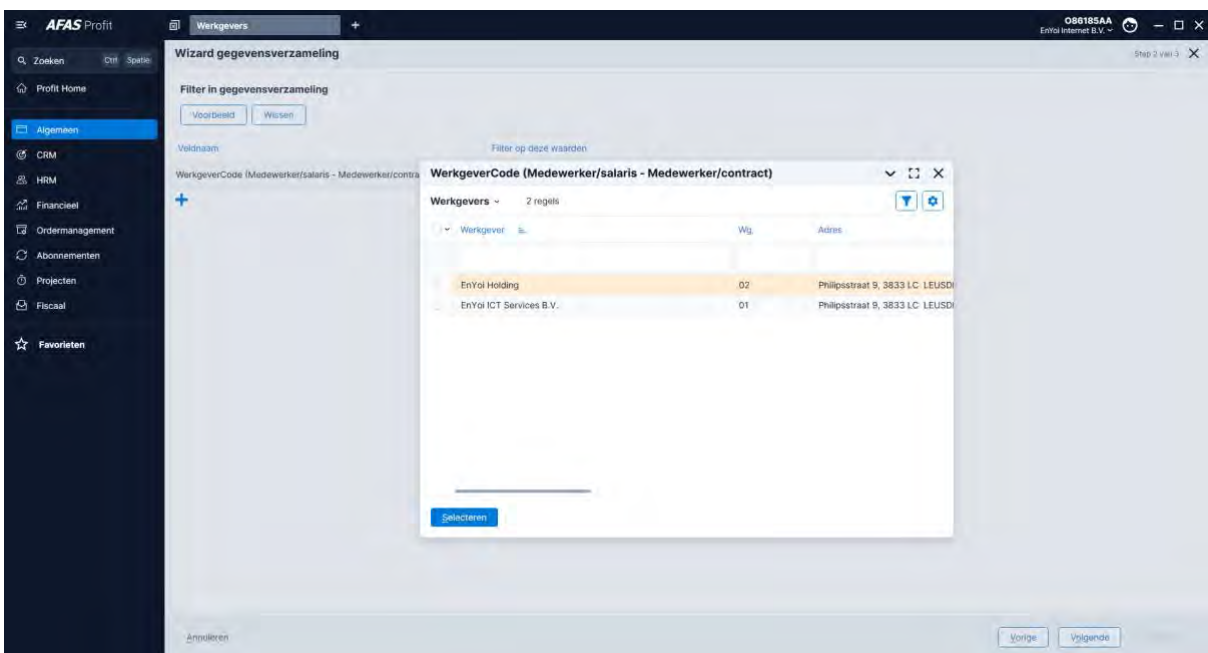 AFAS Profit
Werkgevers
+
O86185AA
EnYoi Internet B.V.
Zoeken Ctrl Spatie
Wizard gegevensverzameling
Step 2 van 3
Profit Home
Filter in gegevensverzameling
Voorbeeld Wissen
Algemeen
CRM
HRM
Financieel
Ordermanagement
Abonnementen
Projecten
Fiscaal
Favorieten
Veldnaam Filter op deze waarden
WerkgeverCode (Medewerker/salaris - Medewerker/contra
+
WerkgeverCode (Medewerker/salaris - Medewerker/contract)
Werkgevers 2 regels
Werkgever Wg. Adres
EnYoi Holding 02 Philipsstraat 9, 3833 LC LEUSD
EnYoi ICT Services B.V. 01 Philipsstraat 9, 3833 LC LEUSD
Selecteren
Annuleren
Vorige Volgende